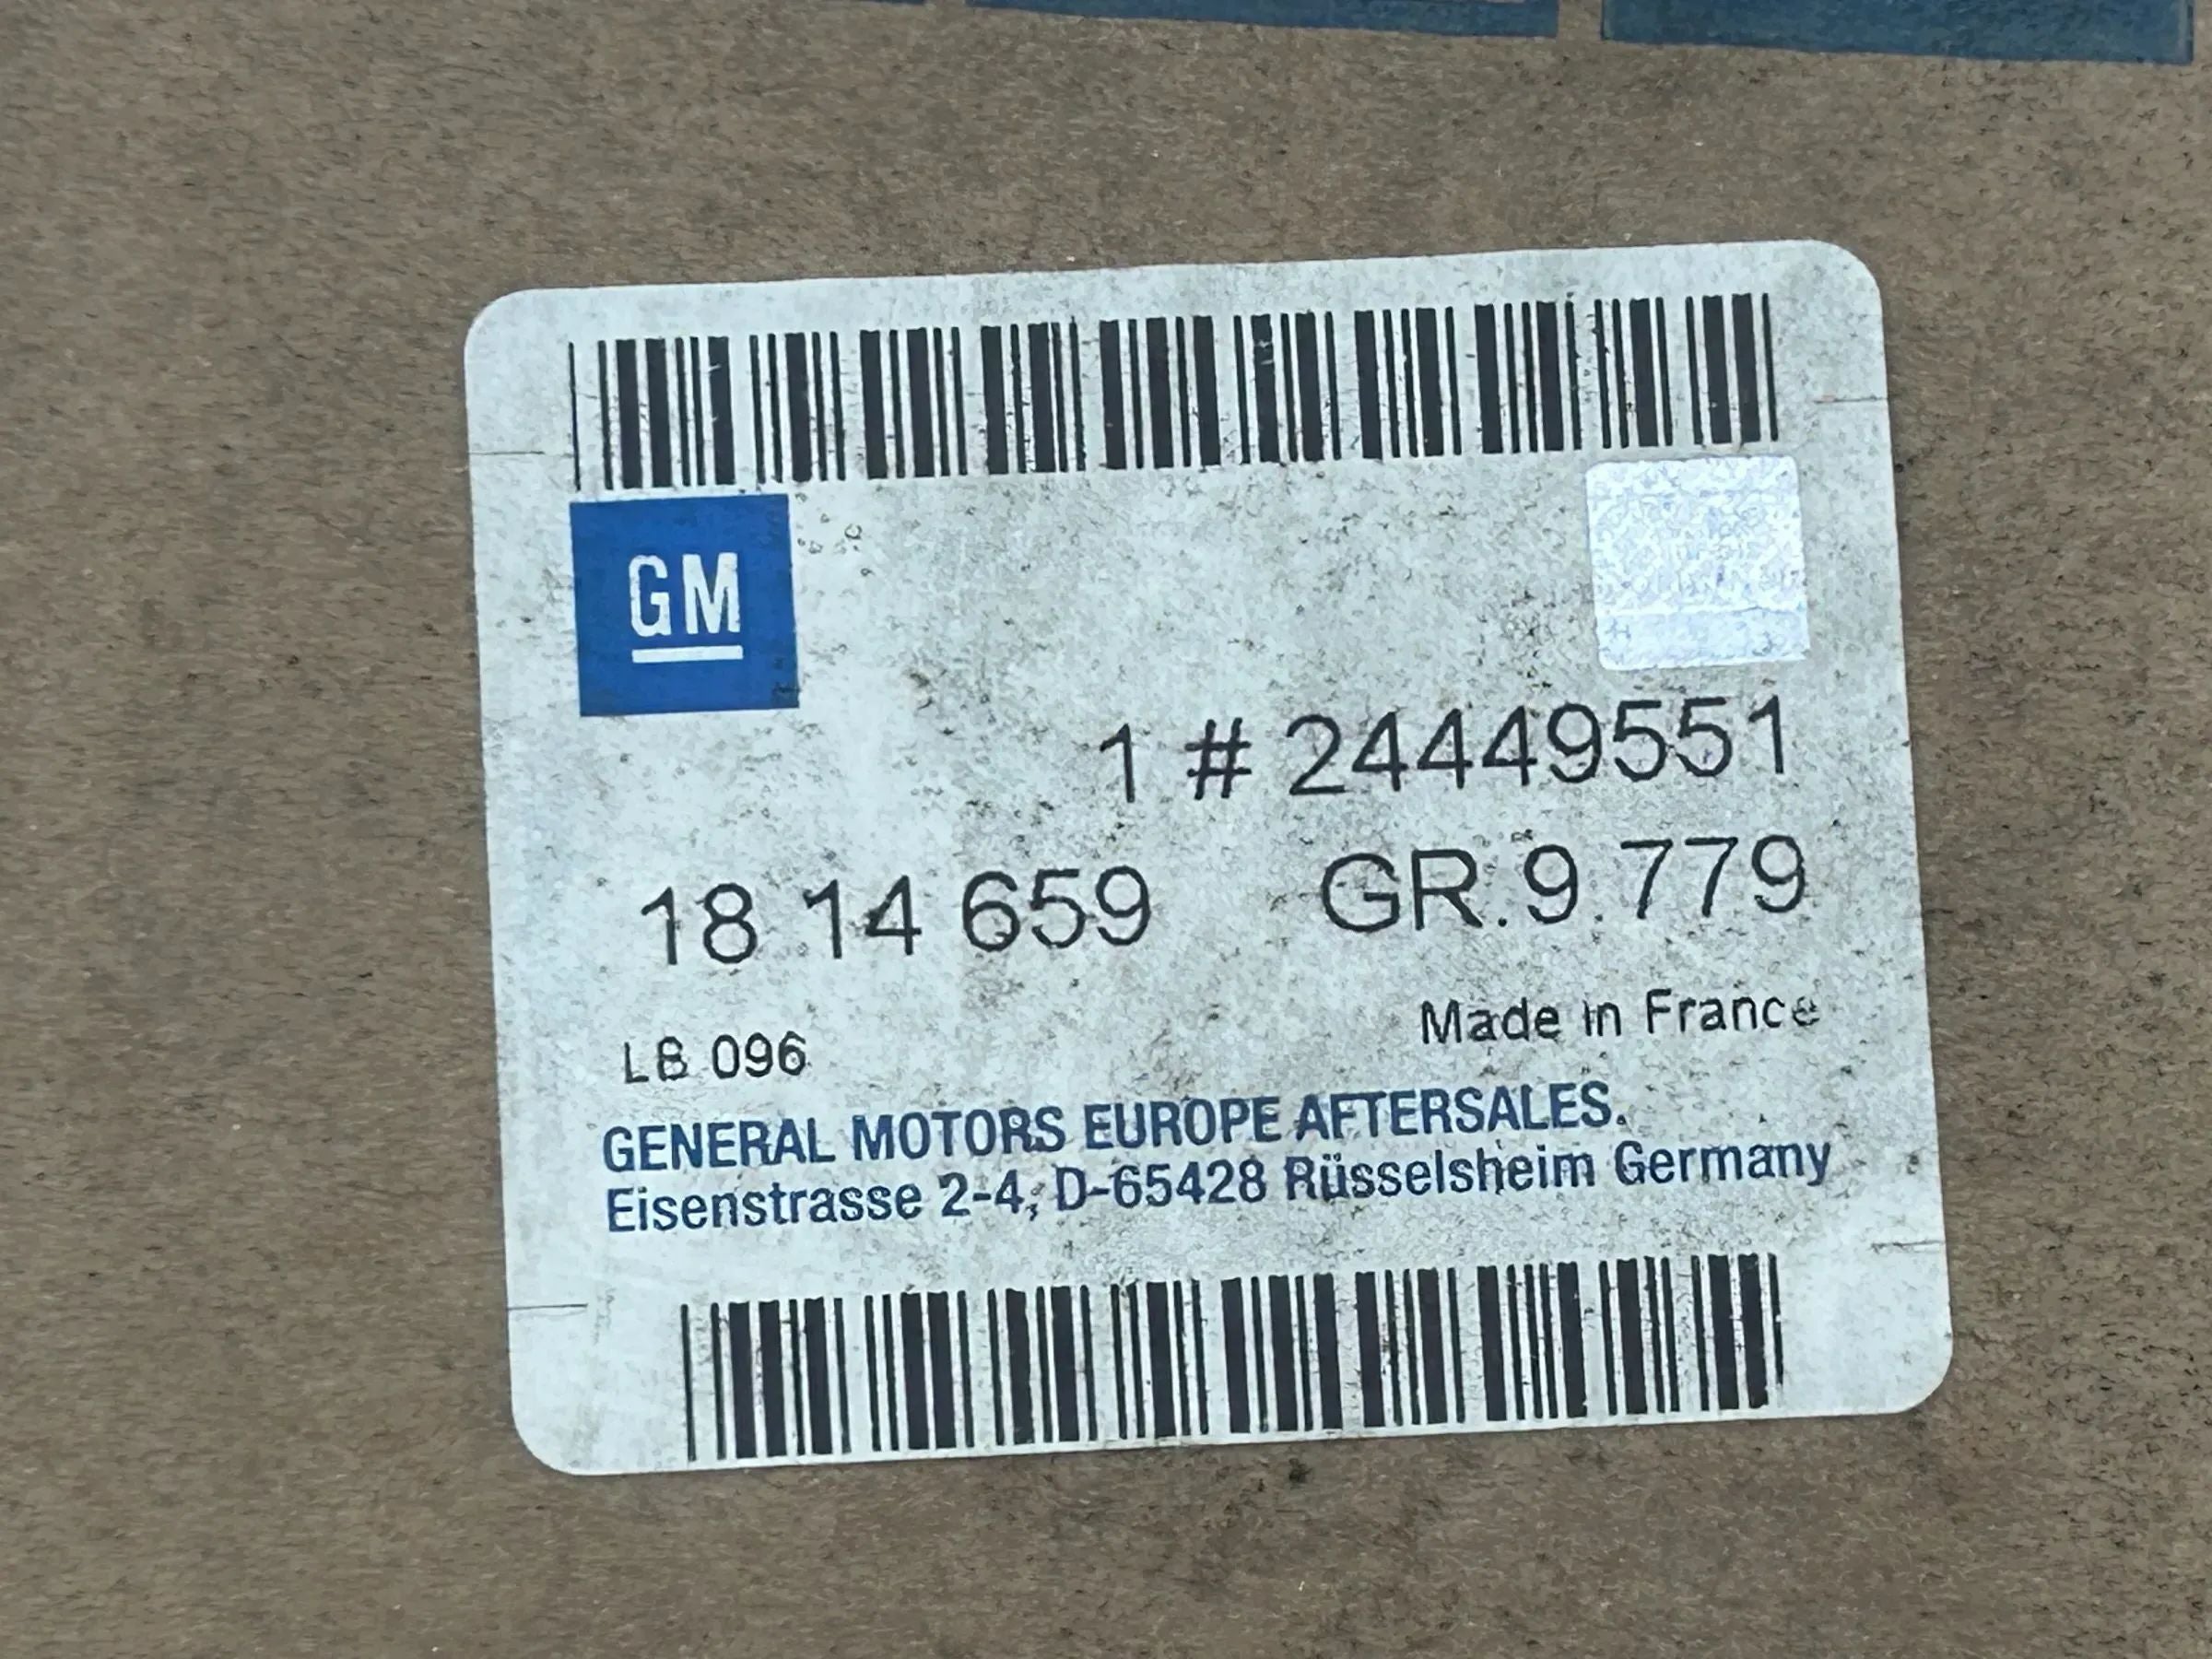 GM
1 # 24449551
18 14 659 GR.9.779
Made in France
LB 096
GENERAL MOTORS EUROPE AFTERSALES.
Eisenstrasse 2-4, D-65428 Rüsselsheim Germany